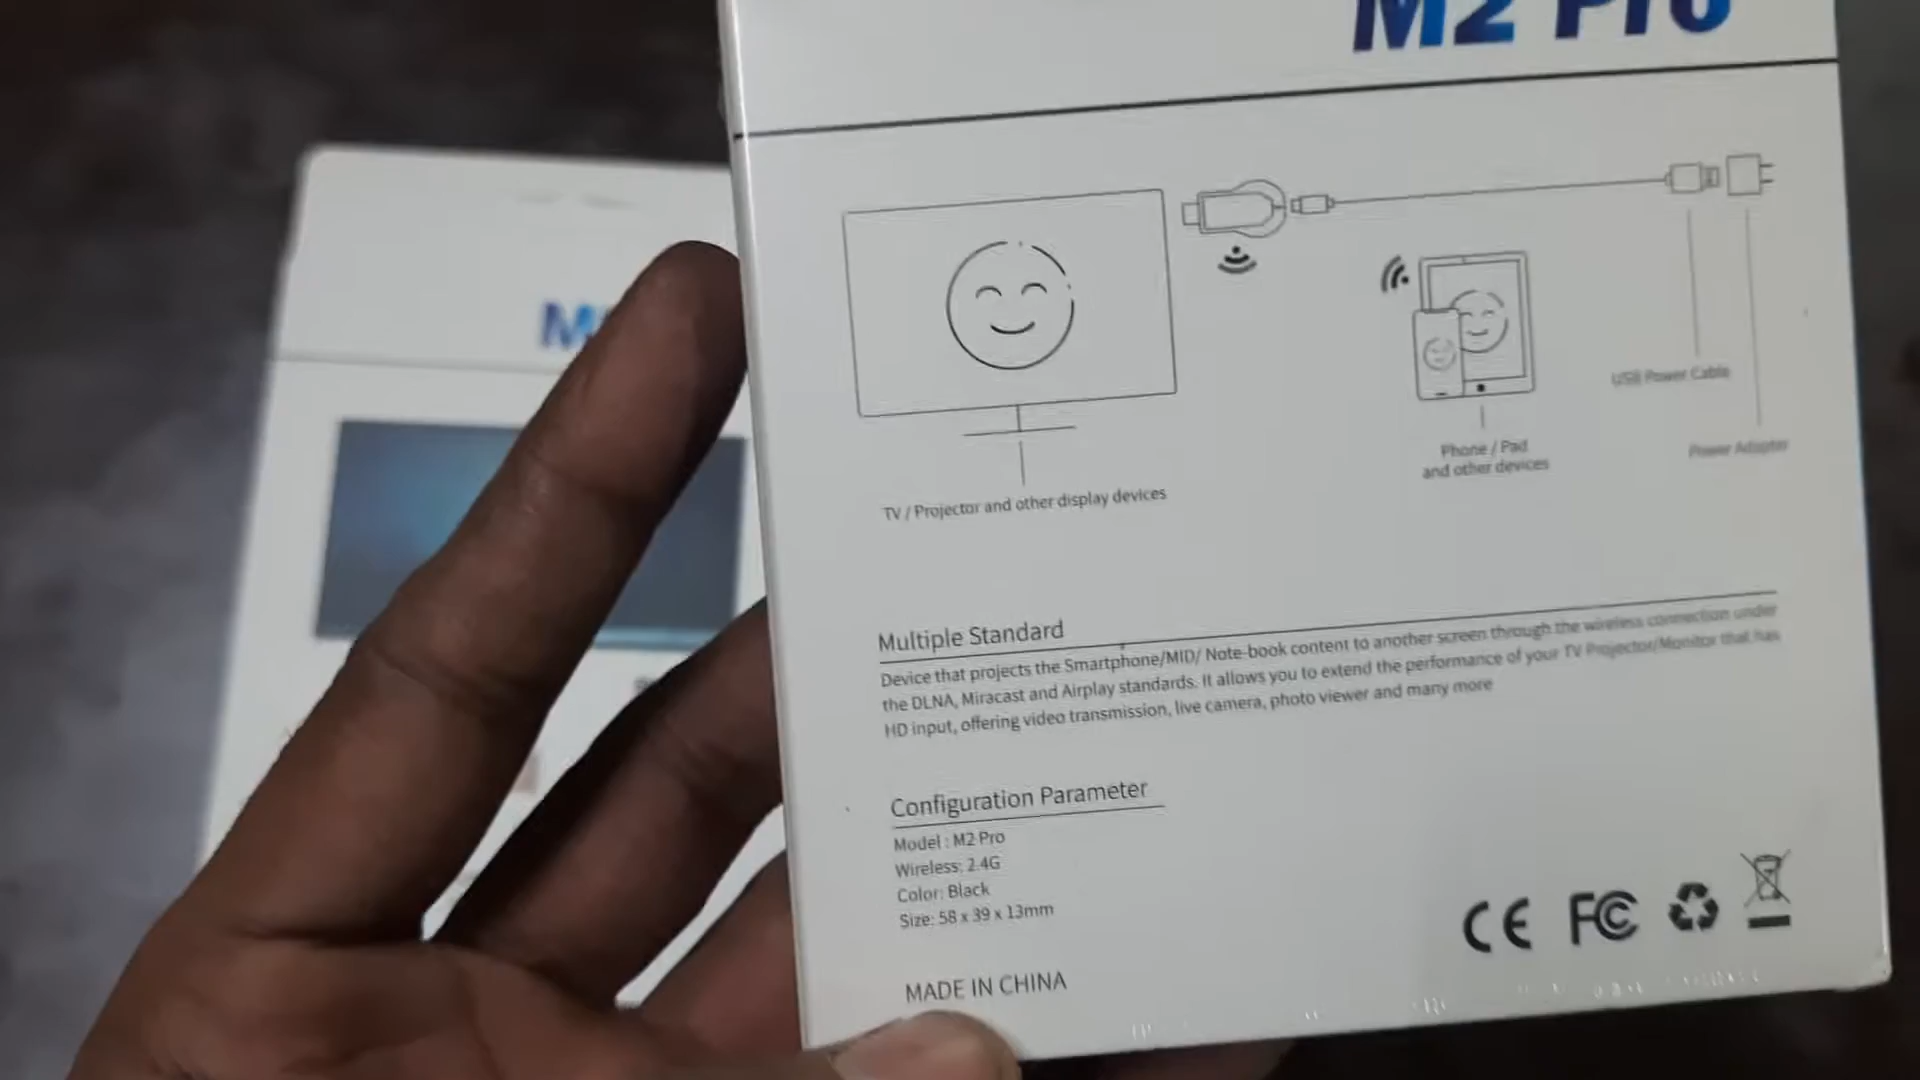 M2 Pro
M
USB Power Cable
Phone / Pad
and other devices
Power Adapter
TV / Projector and other display devices
Multiple Standard
Device that projects the Smartphone/MID/ Note-book content to another screen through the wireless connection under
the DLNA, Miracast and Airplay standards. It allows you to extend the performance of your TV Projector/Monitor that has
HD input, offering video transmission, live camera, photo viewer and many more
Configuration Parameter
Model : M2 Pro
Wireless: 2.4G
Color: Black
Size: 58 x 39 x 13mm
CE FC
MADE IN CHINA